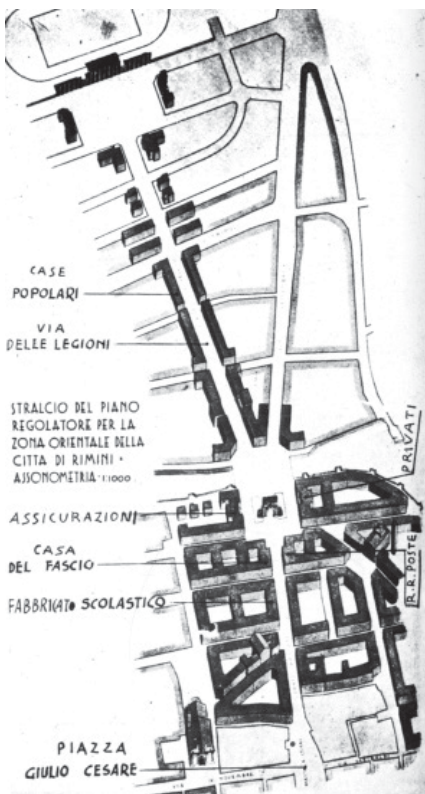 CASE
POPOLARI
VIA
DELLE LEGIONI
STRALCIO DEL PIANO
REGOLATORE PER LA
ZONA ORIENTALE DELLA
CITTA DI RIMINI •
ASSONOMETRIA 1:1000
PRIVATI
ASSICURAZIONI
CASA
DEL FASCIO
R.R. POSTE
FABBRICATO SCOLASTICO
PIAZZA
GIULIO CESARE
VIA